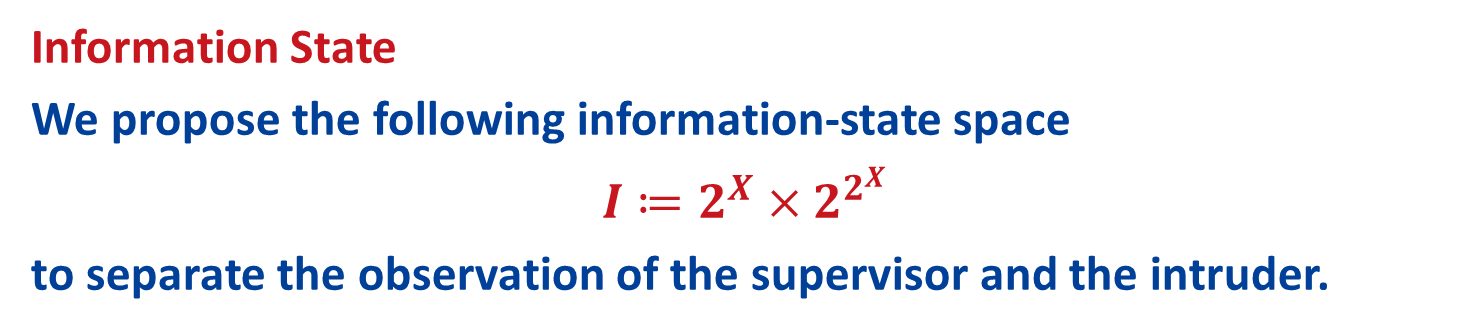 Information State
We propose the following information-state space
I ≔ 2^X × 2^{2^X}
to separate the observation of the supervisor and the intruder.